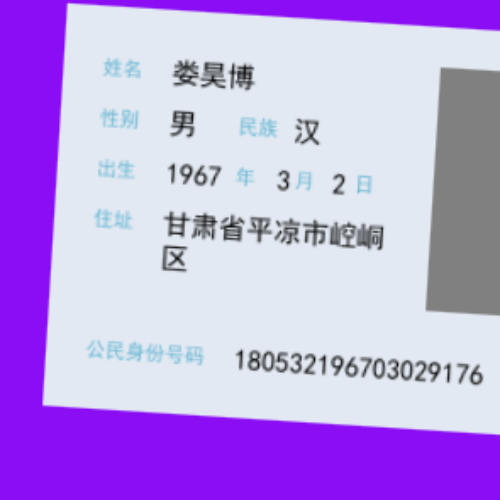 姓名 娄昊博
性别 男 民族 汉
出生 1967 年 3 月 2 日
住址 甘肃省平凉市崆峒
区
公民身份号码 180532196703029176